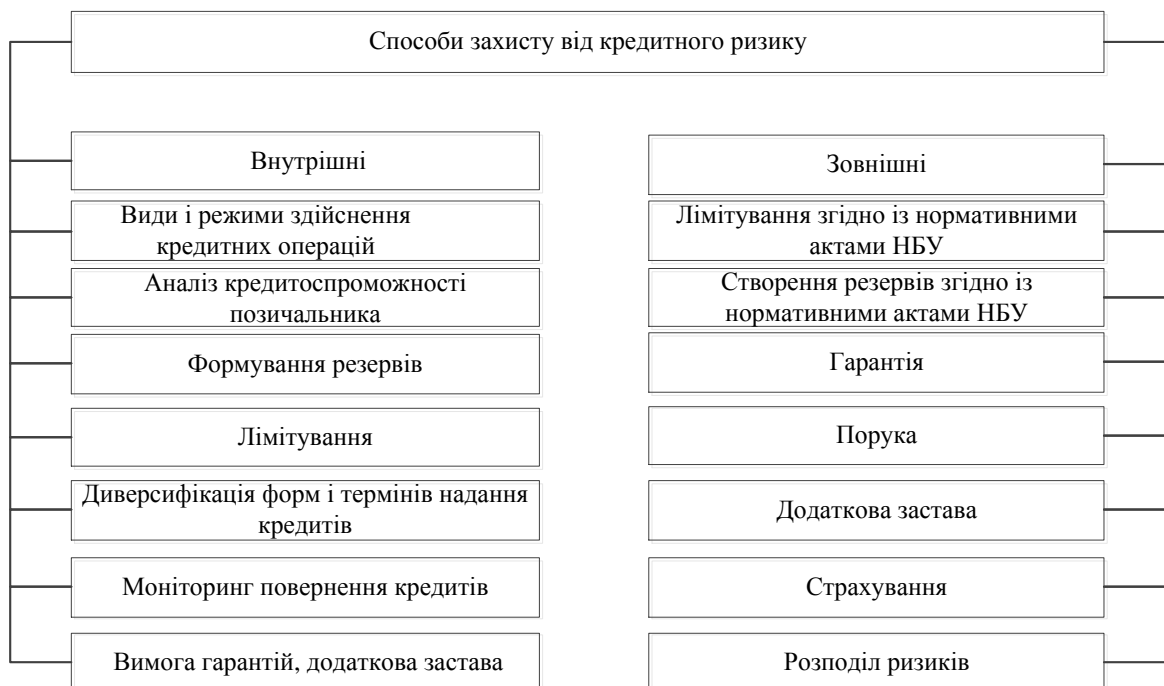 Способи захисту від кредитного ризику
Внутрішні
Види і режими здійснення
кредитних операцій
Аналіз кредитоспроможності
позичальника
Формування резервів
Лімітування
Диверсифікація форм і термінів надання
кредитів
Моніторинг повернення кредитів
Вимога гарантій, додаткова застава
Зовнішні
Лімітування згідно із нормативними
актами НБУ
Створення резервів згідно із
нормативними актами НБУ
Гарантія
Порука
Додаткова застава
Страхування
Розподіл ризиків